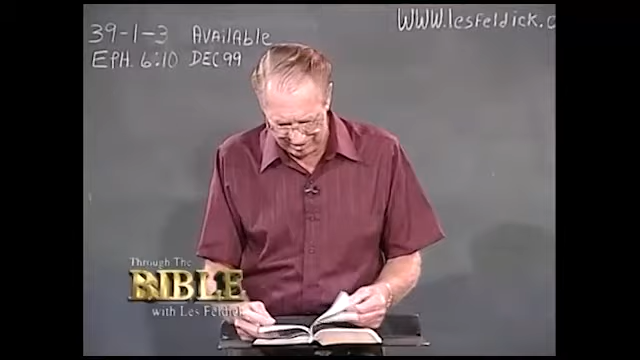 39-1-3 Available
EPH. 6:10 DEC 99
WWW.lesfeldick.c
Through The
BIBLE
with Les Feldick